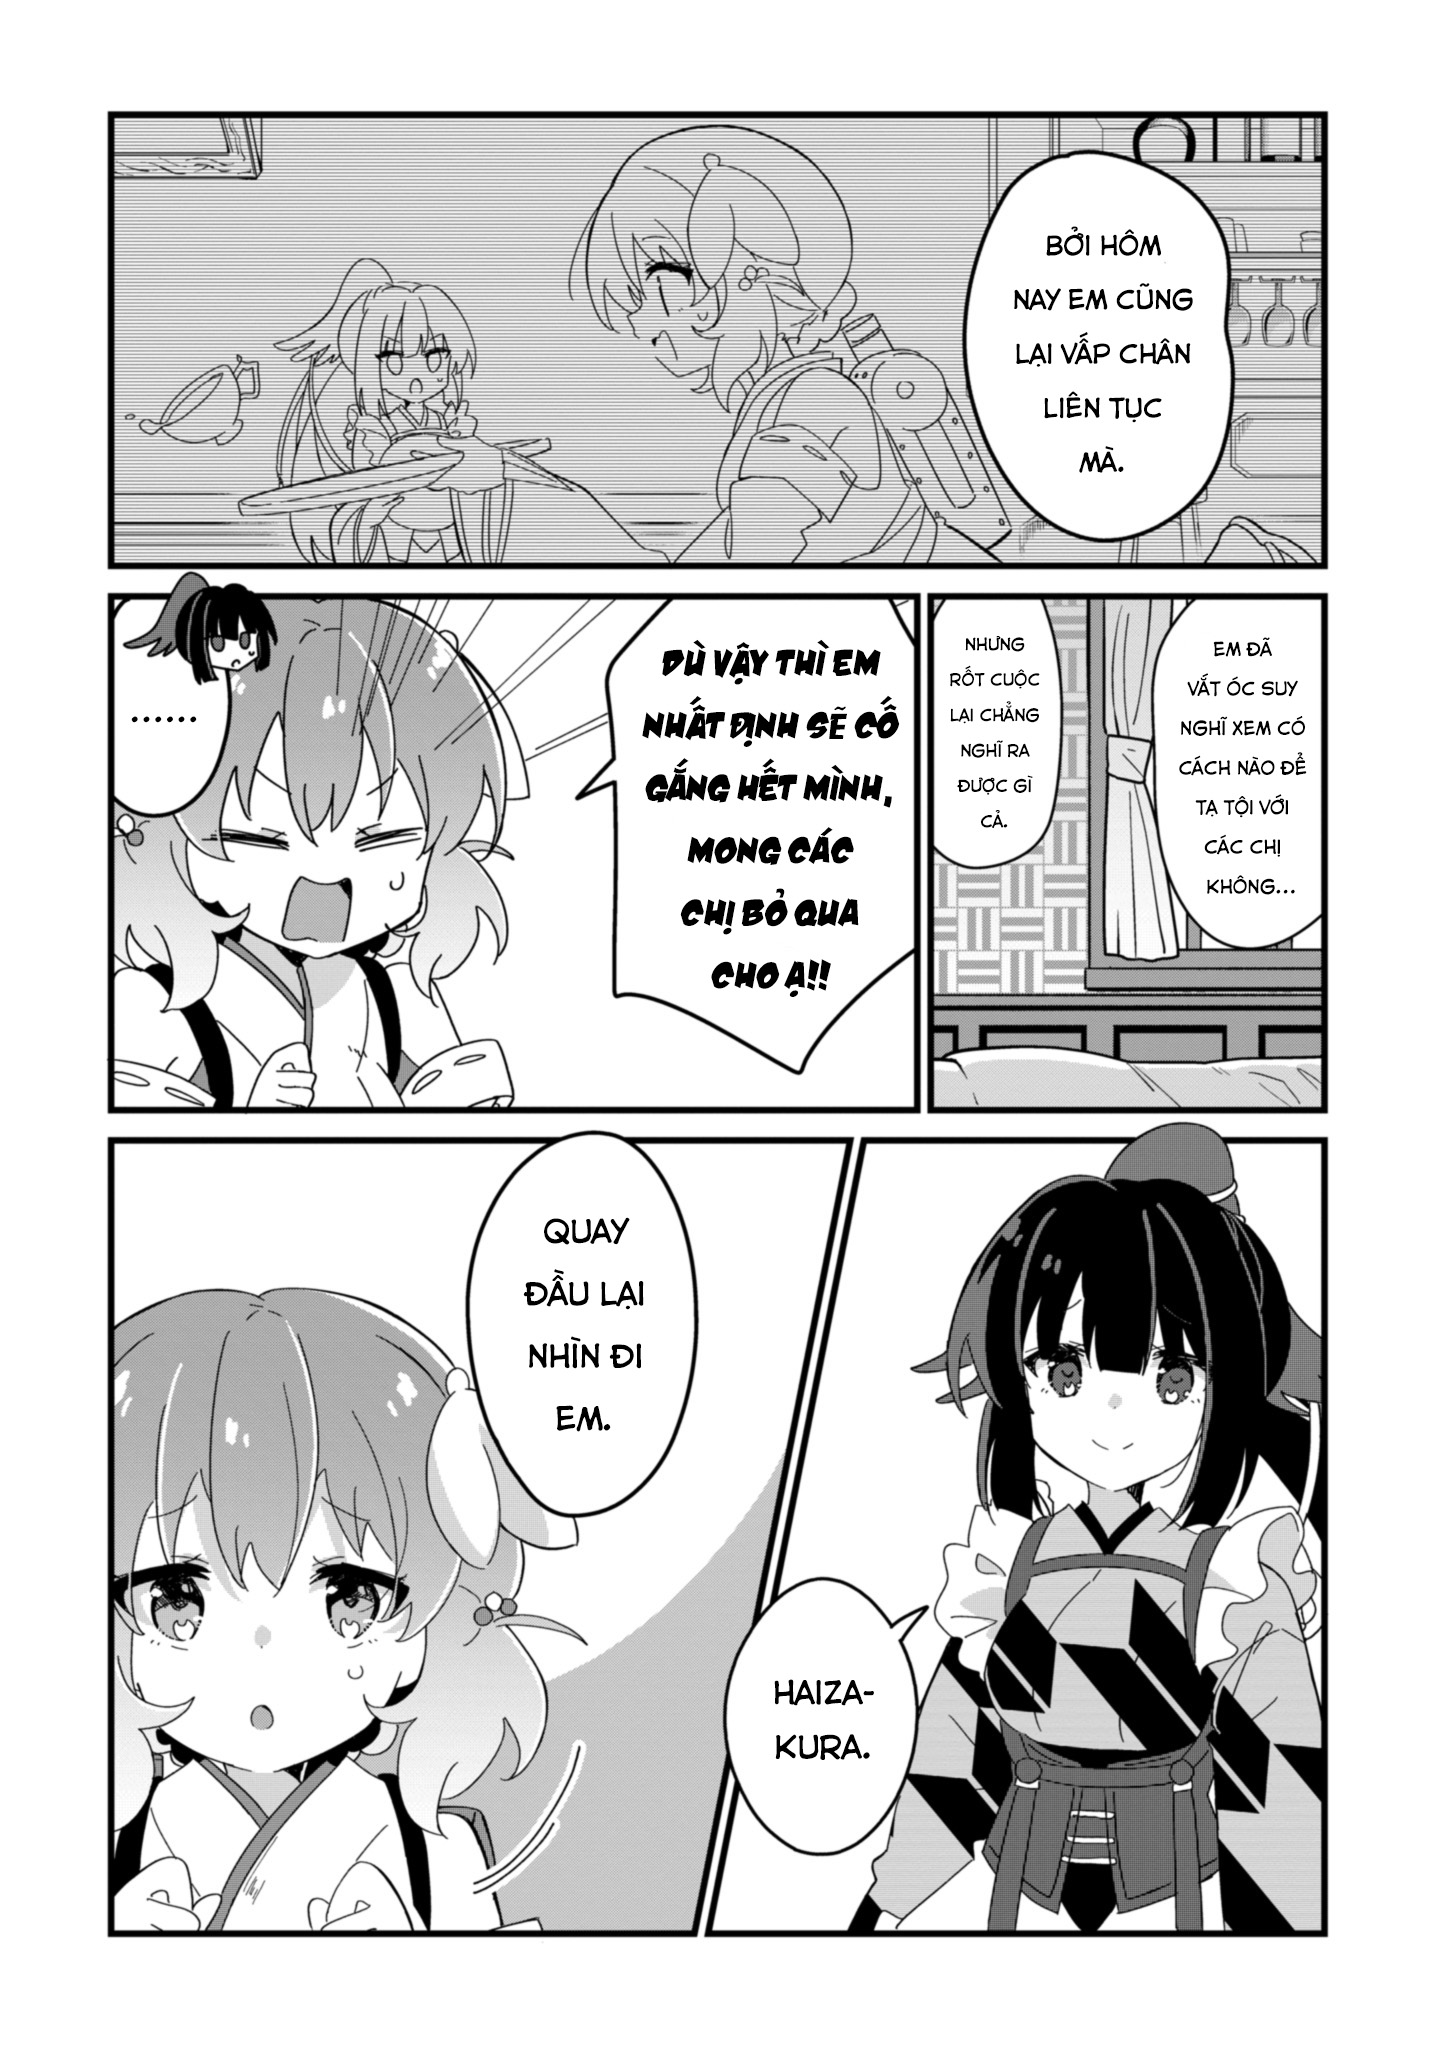 BỞI HÔM
NAY EM CŨNG
LẠI VẤP CHÂN
LIÊN TỤC
MÀ.
EM ĐÃ
VẮT ÓC SUY
NGHĨ XEM CÓ
CÁCH NÀO ĐỂ
TẠ TỘI VỚI
CÁC CHỊ
KHÔNG...
NHƯNG
RỐT CUỘC
LẠI CHẲNG
NGHĨ RA
ĐƯỢC GÌ
CẢ.
DÙ VẬY THÌ EM
NHẤT ĐỊNH SẼ CỐ
GẮNG HẾT MÌNH,
MONG CÁC
CHỊ BỎ QUA
CHO Ạ!!
......
HAIZA-
KURA.
QUAY
ĐẦU LẠI
NHÌN ĐI
EM.